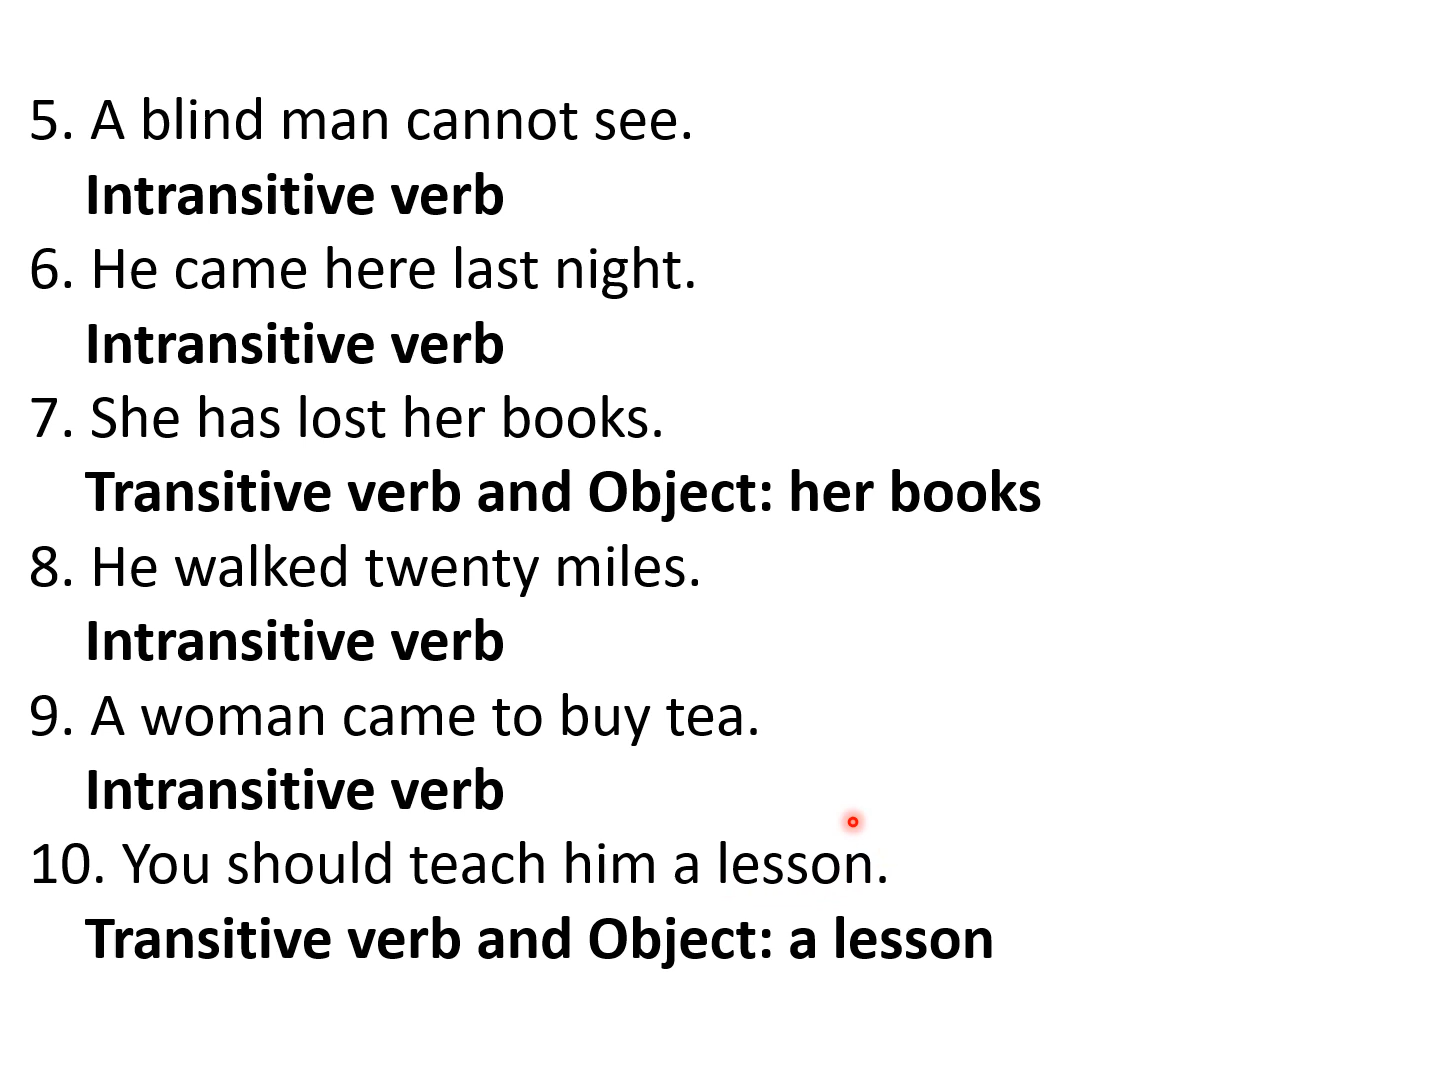 5. A blind man cannot see.
Intransitive verb
6. He came here last night.
Intransitive verb
7. She has lost her books.
Transitive verb and Object: her books
8. He walked twenty miles.
Intransitive verb
9. A woman came to buy tea.
Intransitive verb
10. You should teach him a lesson.
Transitive verb and Object: a lesson